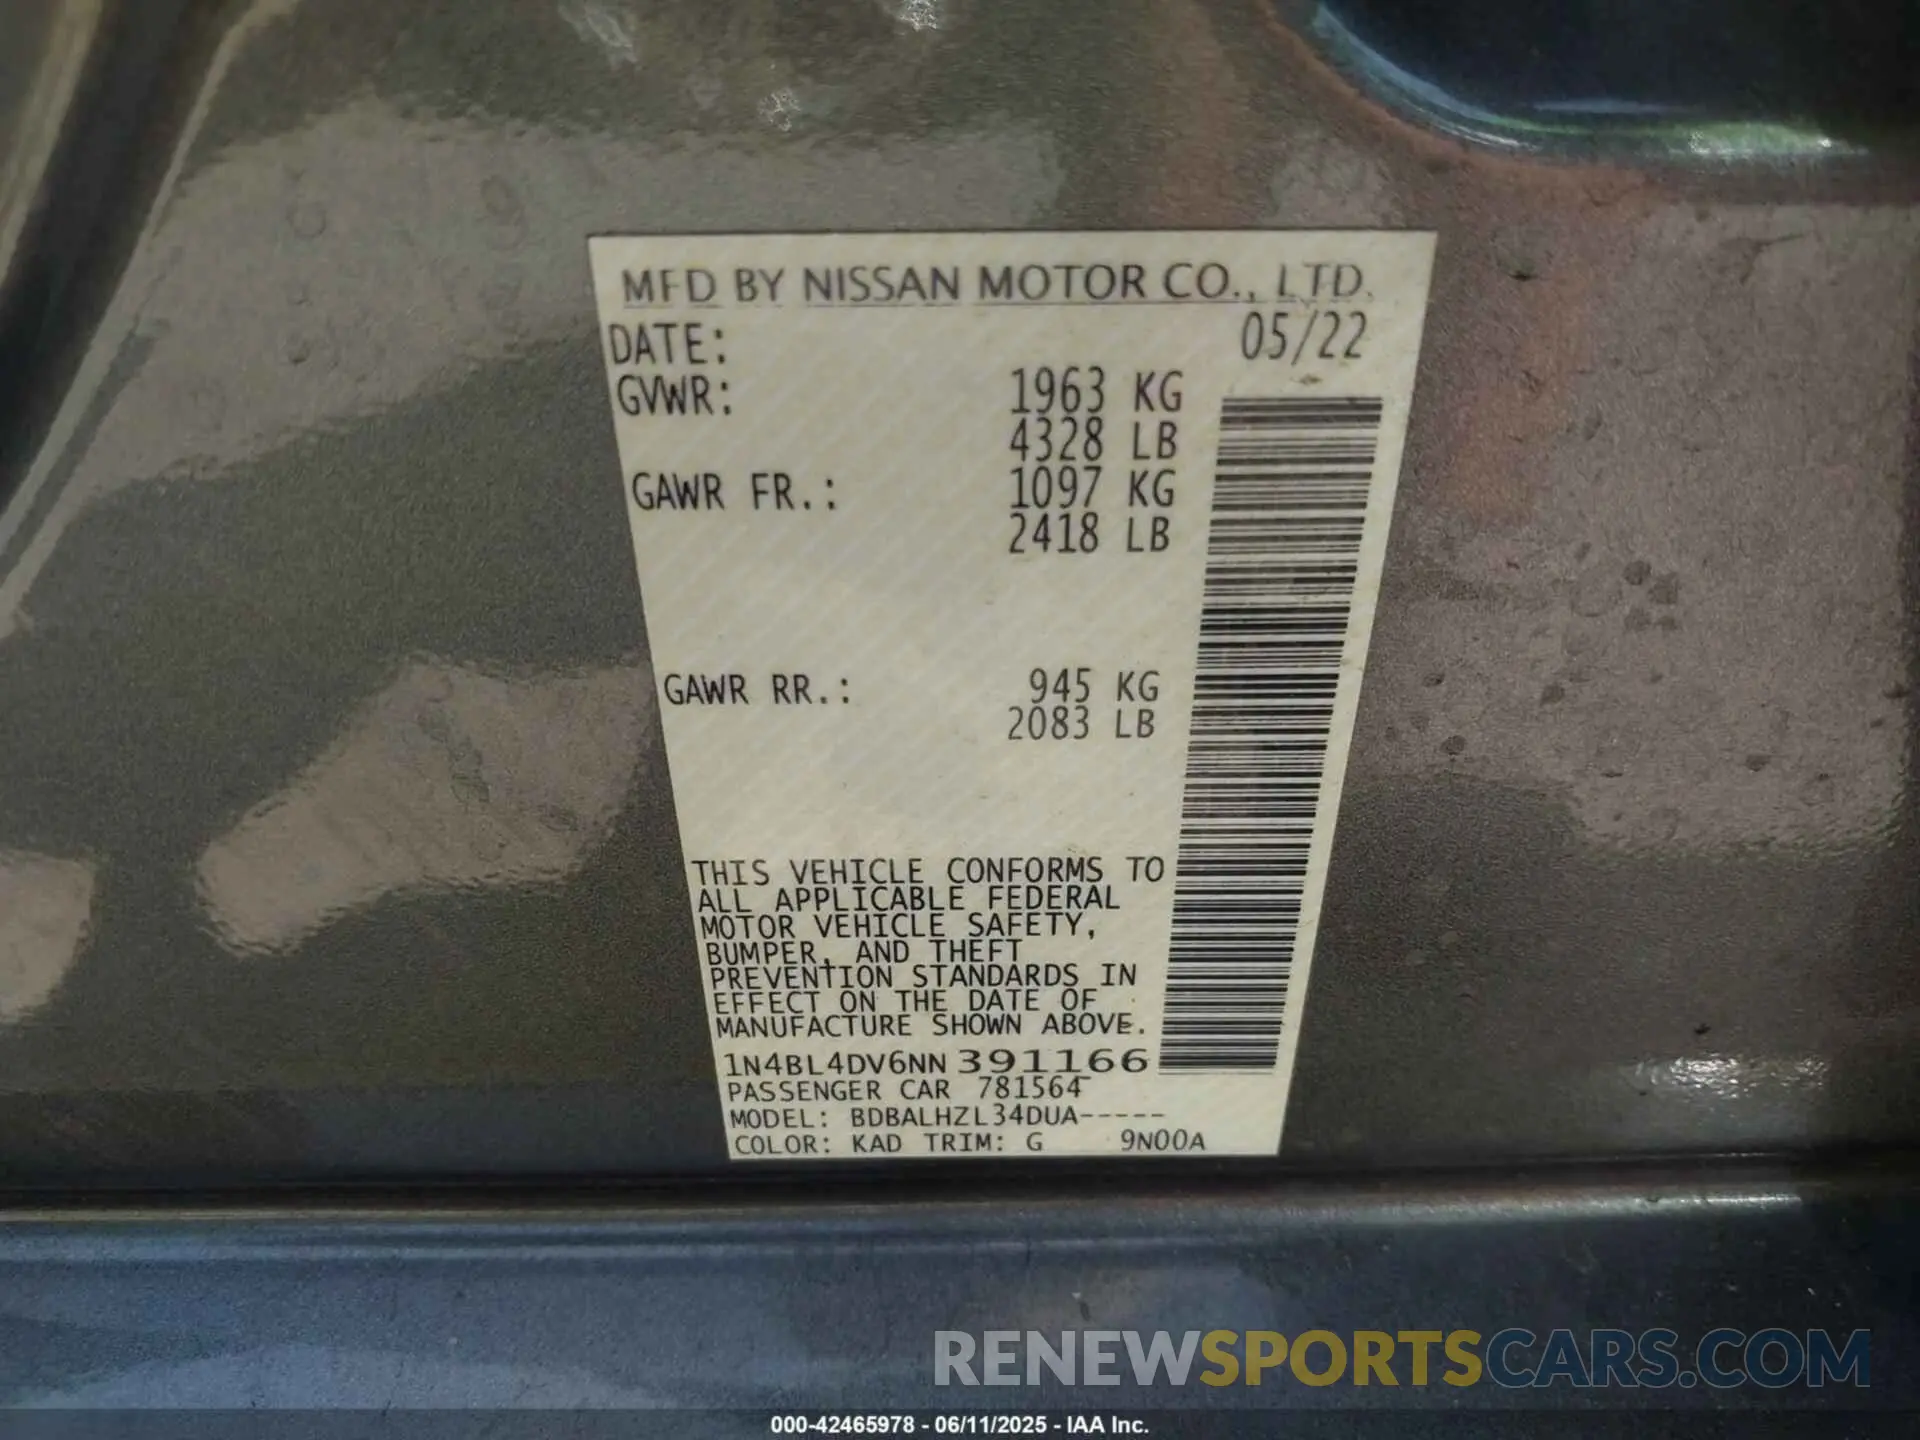 MFD BY NISSAN MOTOR CO., LTD.
DATE: 05/22
GVWR: 1963 KG
4328 LB
GAWR FR.: 1097 KG
2418 LB
GAWR RR.: 945 KG
2083 LB
THIS VEHICLE CONFORMS TO
ALL APPLICABLE FEDERAL
MOTOR VEHICLE SAFETY,
BUMPER, AND THEFT
PREVENTION STANDARDS IN
EFFECT ON THE DATE OF
MANUFACTURE SHOWN ABOVE.
1N4BL4DV6NN391166
PASSENGER CAR 781564
MODEL: BDBALHZL34DUA-----
COLOR: KAD TRIM: G 9N00A
RENEWSPORTSCARS.COM
000-42465978 - 06/11/2025 - IAA Inc.